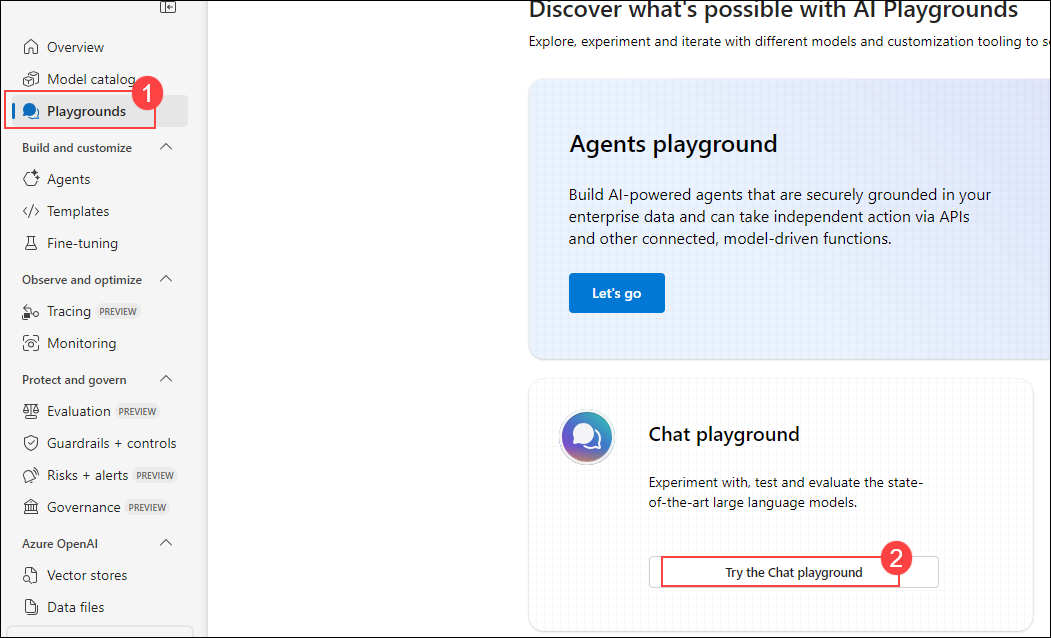 Overview
Model catalog
1
Playgrounds
Build and customize
Agents
Templates
Fine-tuning
Observe and optimize
Tracing PREVIEW
Monitoring
Protect and govern
Evaluation PREVIEW
Guardrails + controls
Risks + alerts PREVIEW
Governance PREVIEW
Azure OpenAI
Vector stores
Data files
Discover what's possible with AI Playgrounds
Explore, experiment and iterate with different models and customization tooling to
Agents playground
Build AI-powered agents that are securely grounded in your
enterprise data and can take independent action via APIs
and other connected, model-driven functions.
Let's go
Chat playground
Experiment with, test and evaluate the state-
of-the-art large language models.
2
Try the Chat playground